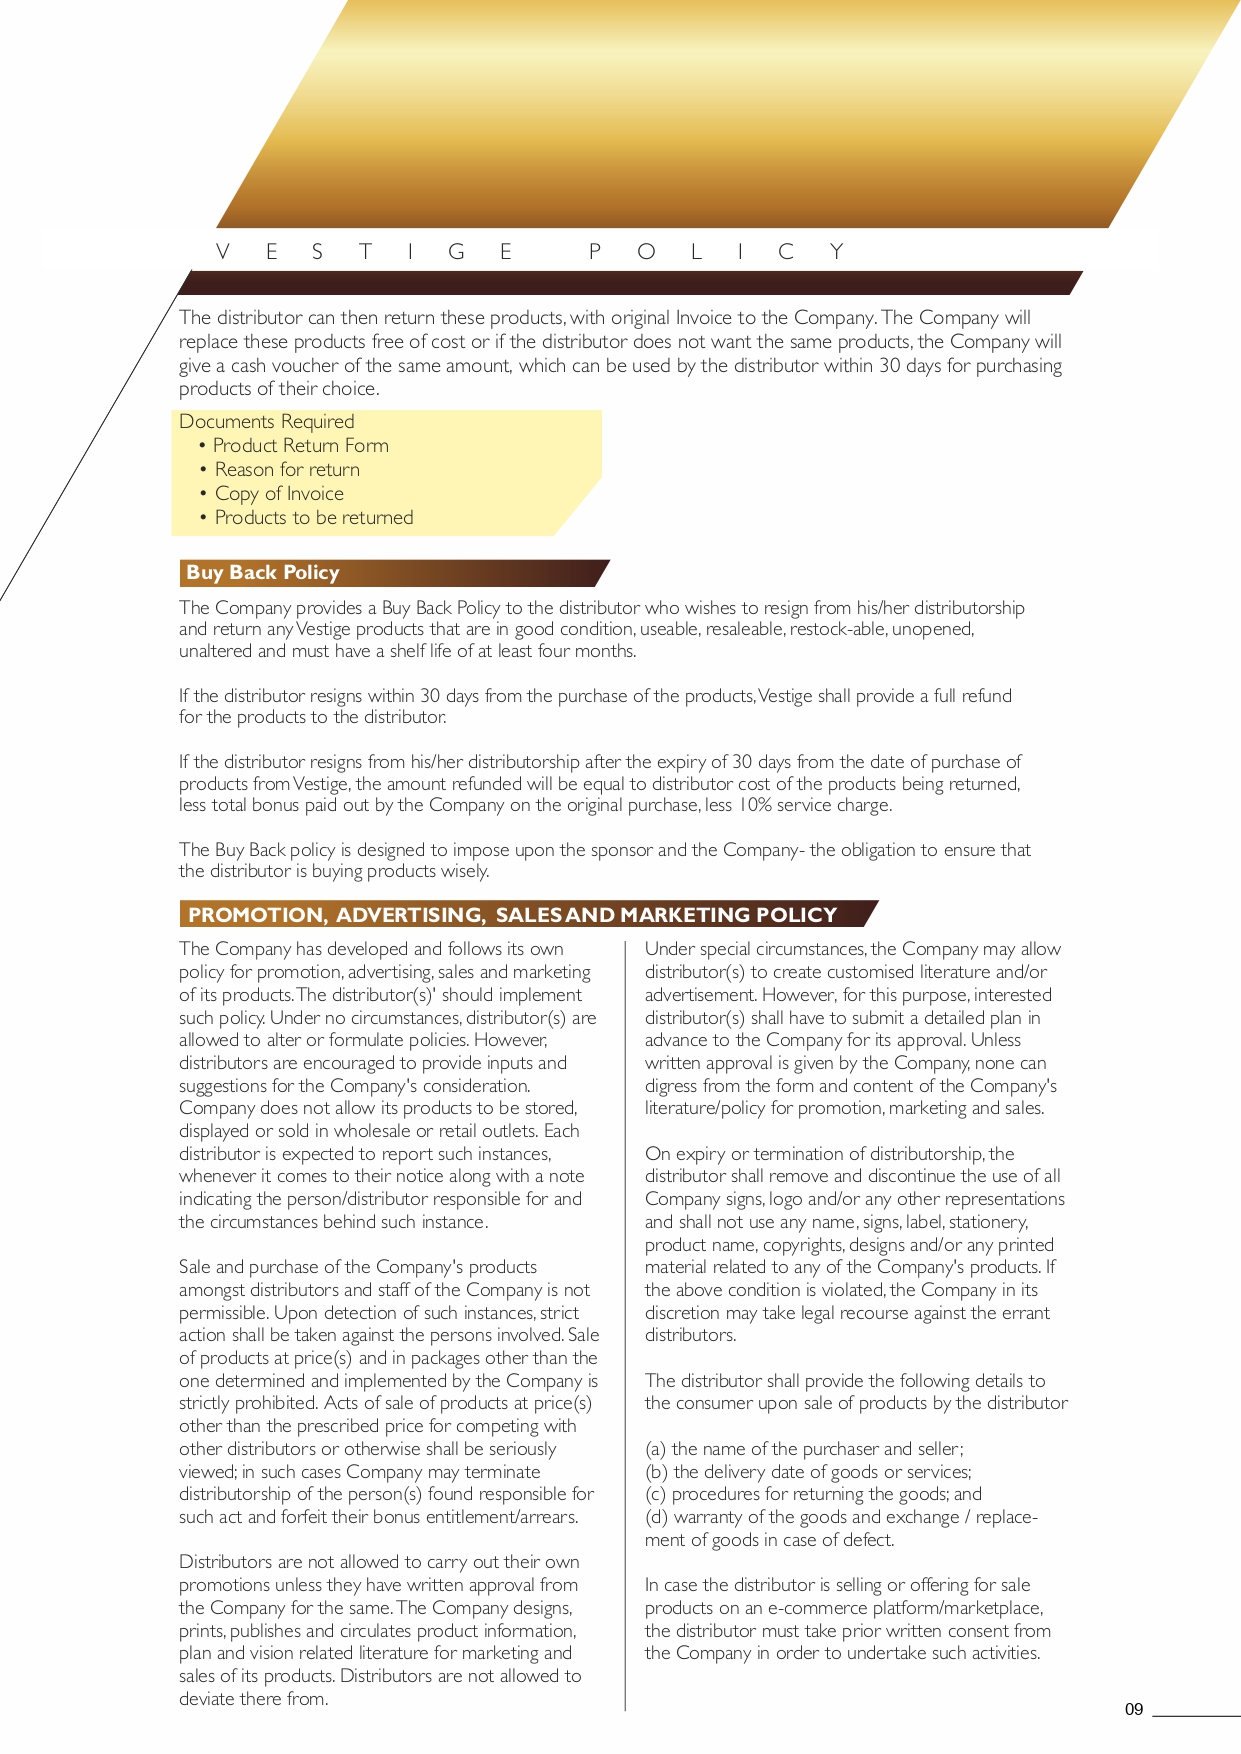 VESTIGE POLICY
The distributor can then return these products, with original Invoice to the Company. The Company will
replace these products free of cost or if the distributor does not want the same products, the Company will
give a cash voucher of the same amount, which can be used by the distributor within 30 days for purchasing
products of their choice.
Documents Required
• Product Return Form
• Reason for return
• Copy of Invoice
• Products to be returned
Buy Back Policy
The Company provides a Buy Back Policy to the distributor who wishes to resign from his/her distributorship
and return any Vestige products that are in good condition, useable, resaleable, restock-able, unopened,
unaltered and must have a shelf life of at least four months.
If the distributor resigns within 30 days from the purchase of the products, Vestige shall provide a full refund
for the products to the distributor.
If the distributor resigns from his/her distributorship after the expiry of 30 days from the date of purchase of
products from Vestige, the amount refunded will be equal to distributor cost of the products being returned,
less total bonus paid out by the Company on the original purchase, less 10% service charge.
The Buy Back policy is designed to impose upon the sponsor and the Company- the obligation to ensure that
the distributor is buying products wisely.
PROMOTION, ADVERTISING, SALES AND MARKETING POLICY
The Company has developed and follows its own
policy for promotion, advertising, sales and marketing
of its products. The distributor(s)' should implement
such policy. Under no circumstances, distributor(s) are
allowed to alter or formulate policies. However,
distributors are encouraged to provide inputs and
suggestions for the Company's consideration.
Company does not allow its products to be stored,
displayed or sold in wholesale or retail outlets. Each
distributor is expected to report such instances,
whenever it comes to their notice along with a note
indicating the person/distributor responsible for and
the circumstances behind such instance.
Sale and purchase of the Company's products
amongst distributors and staff of the Company is not
permissible. Upon detection of such instances, strict
action shall be taken against the persons involved. Sale
of products at price(s) and in packages other than the
one determined and implemented by the Company is
strictly prohibited. Acts of sale of products at price(s)
other than the prescribed price for competing with
other distributors or otherwise shall be seriously
viewed; in such cases Company may terminate
distributorship of the person(s) found responsible for
such act and forfeit their bonus entitlement/arrears.
Distributors are not allowed to carry out their own
promotions unless they have written approval from
the Company for the same. The Company designs,
prints, publishes and circulates product information,
plan and vision related literature for marketing and
sales of its products. Distributors are not allowed to
deviate there from.
Under special circumstances, the Company may allow
distributor(s) to create customised literature and/or
advertisement. However, for this purpose, interested
distributor(s) shall have to submit a detailed plan in
advance to the Company for its approval. Unless
written approval is given by the Company, none can
digress from the form and content of the Company's
literature/policy for promotion, marketing and sales.
On expiry or termination of distributorship, the
distributor shall remove and discontinue the use of all
Company signs, logo and/or any other representations
and shall not use any name, signs, label, stationery,
product name, copyrights, designs and/or any printed
material related to any of the Company's products. If
the above condition is violated, the Company in its
discretion may take legal recourse against the errant
distributors.
The distributor shall provide the following details to
the consumer upon sale of products by the distributor
(a) the name of the purchaser and seller;
(b) the delivery date of goods or services;
(c) procedures for returning the goods; and
(d) warranty of the goods and exchange / replace-
ment of goods in case of defect.
In case the distributor is selling or offering for sale
products on an e-commerce platform/marketplace,
the distributor must take prior written consent from
the Company in order to undertake such activities.
09